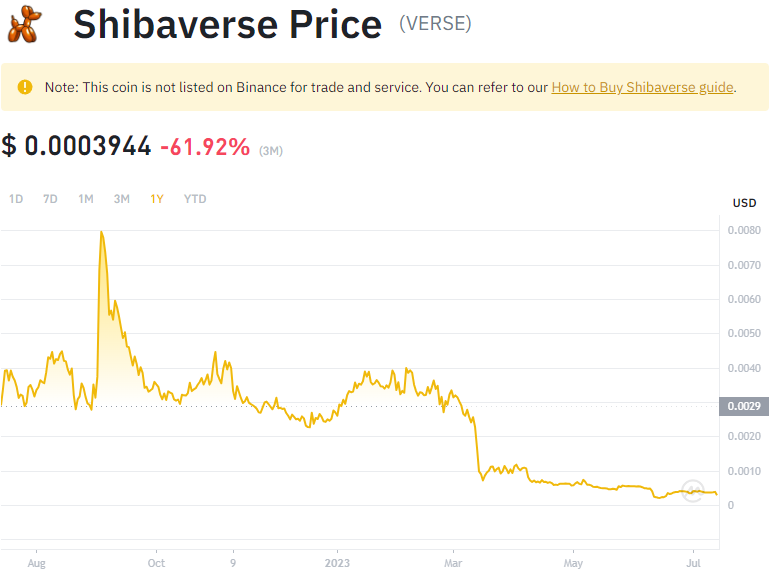 Shibaverse Price (VERSE)
Note: This coin is not listed on Binance for trade and service. You can refer to our How to Buy Shibaverse guide.
$ 0.0003944 -61.92% (3M)
1D 7D 1M 3M 1Y YTD
USD
0.0080
0.0070
0.0060
0.0050
0.0040
0.0029
0.0020
0.0010
0
Aug Oct 9 2023 Mar May Jul